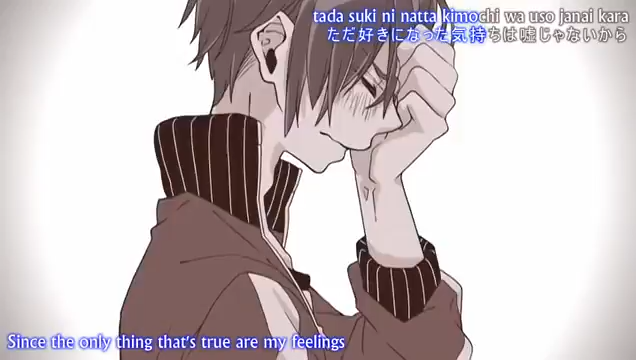 tada suki ni natta kimochi wa uso janai kara
ただ好きになった気持ちは嘘じゃないから
Since the only thing that's true are my feelings